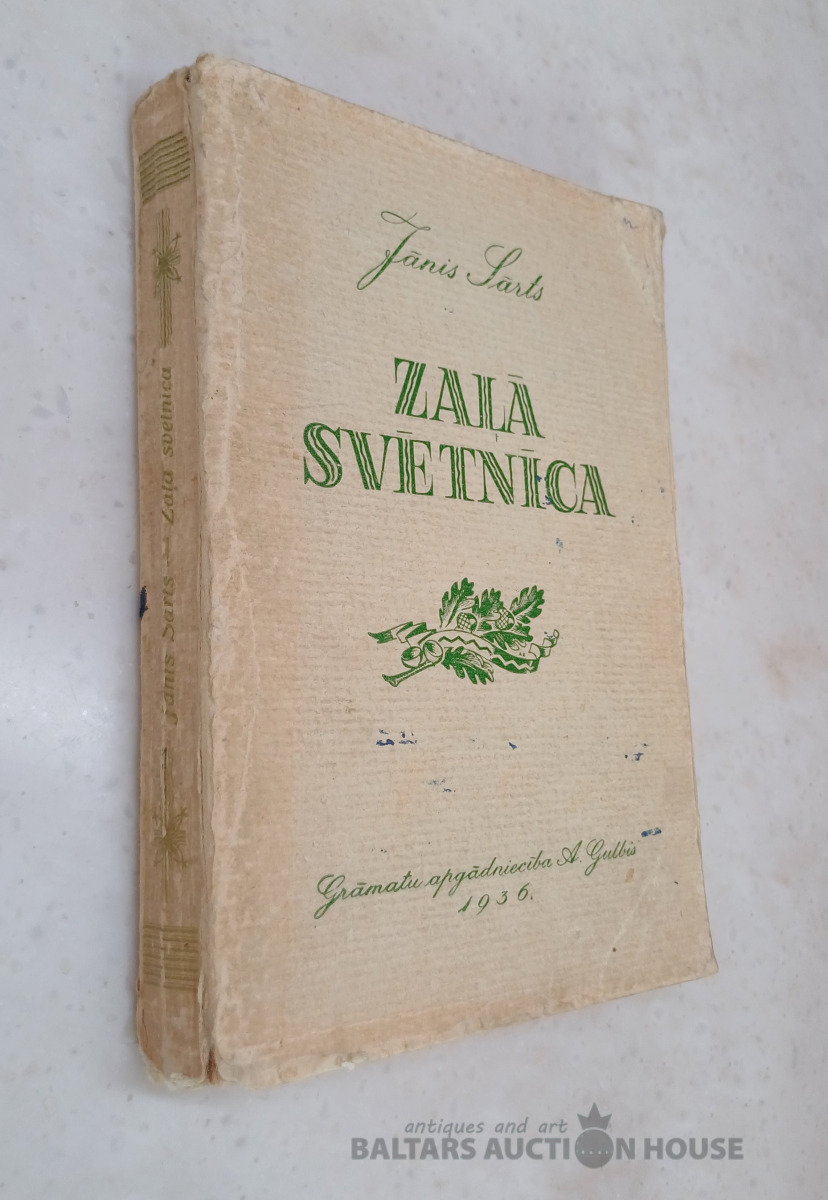 Jānis Sārts
ZAĻĀ
SVĒTNĪCA
Grāmatu apgādniecība A. Gulbis
1936.
Jānis Sārts — Zaļā svētnīca
antiques and art
BALTARS AUCTION HOUSE